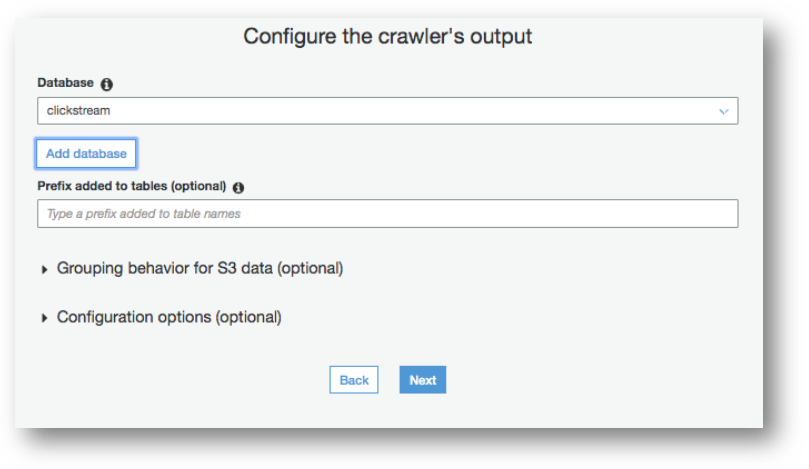 Configure the crawler's output
Database
clickstream
Add database
Prefix added to tables (optional)
Type a prefix added to table names
Grouping behavior for S3 data (optional)
Configuration options (optional)
Back Next